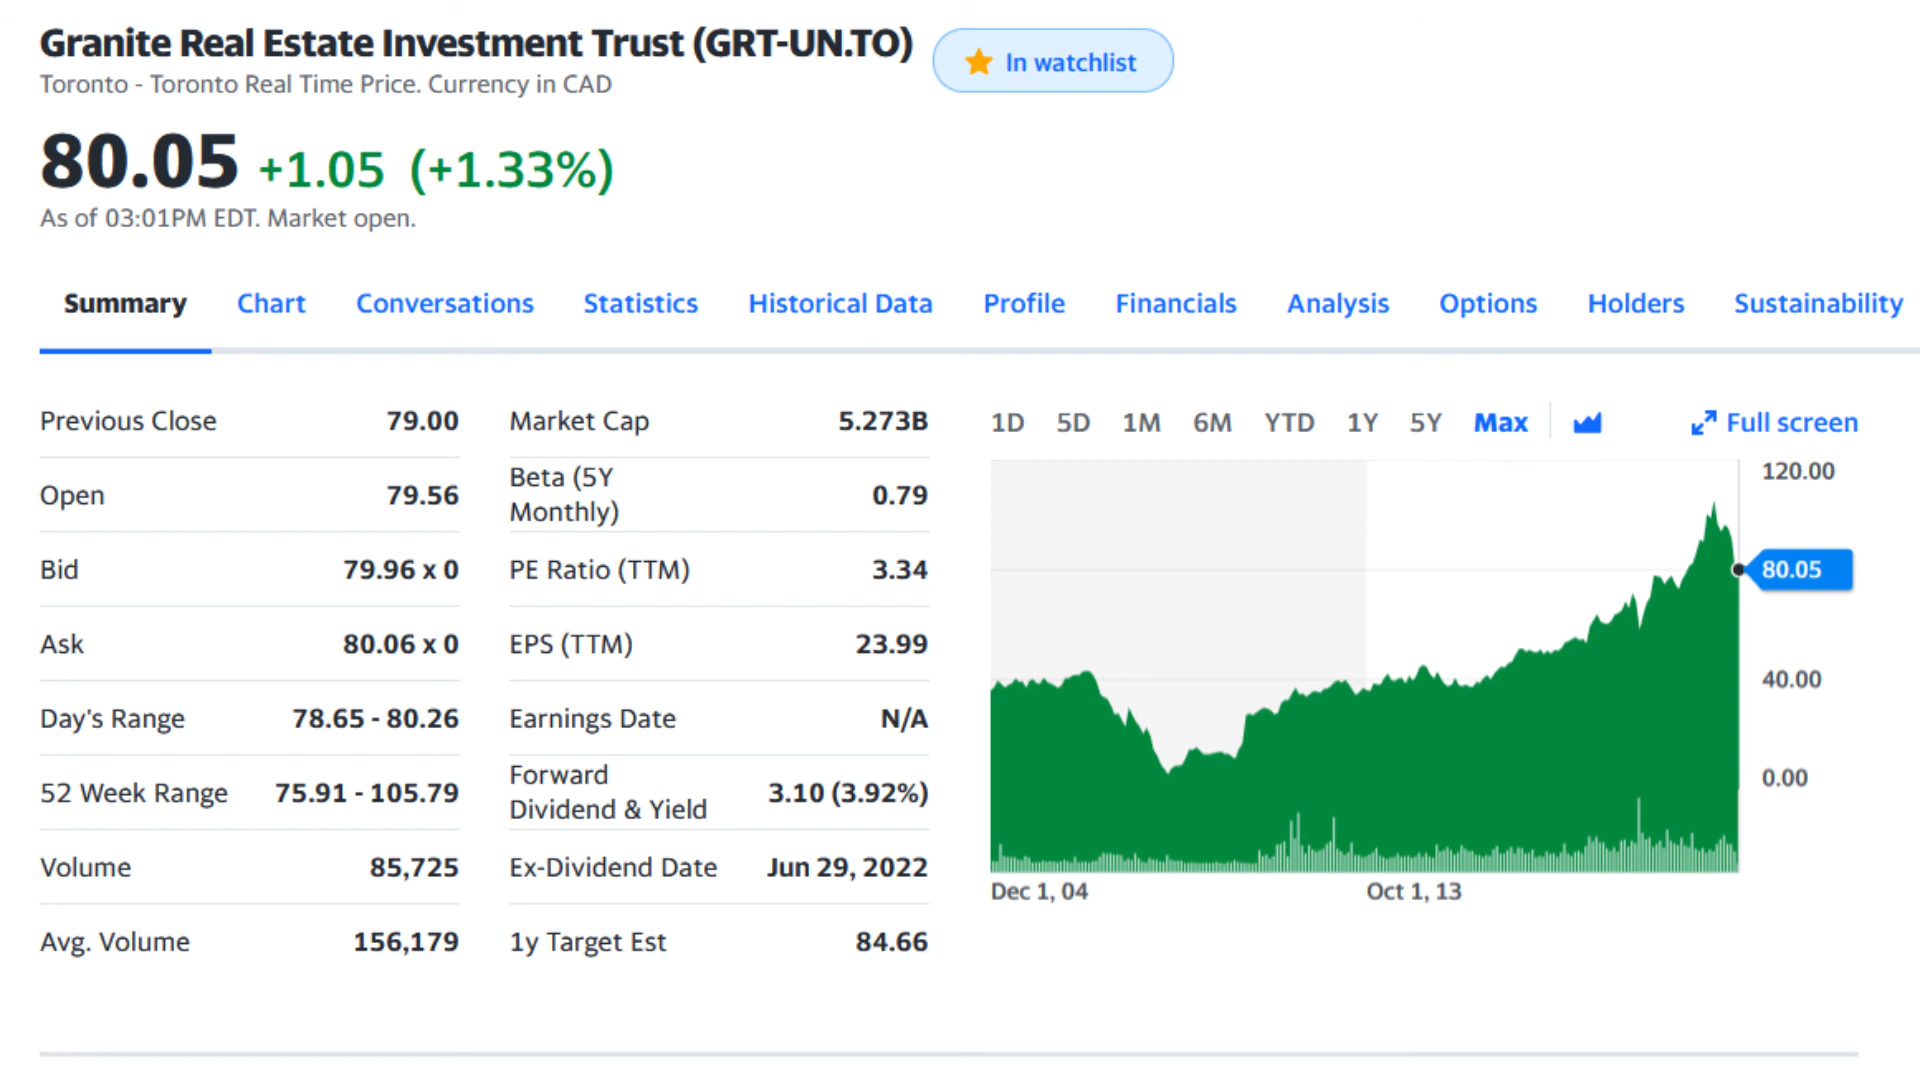 Granite Real Estate Investment Trust (GRT-UN.TO)
In watchlist
Toronto - Toronto Real Time Price. Currency in CAD
80.05 +1.05 (+1.33%)
As of 03:01PM EDT. Market open.
Summary Chart Conversations Statistics Historical Data Profile Financials Analysis Options Holders Sustainability
Previous Close 79.00
Open 79.56
Bid 79.96 x 0
Ask 80.06 x 0
Day's Range 78.65 - 80.26
52 Week Range 75.91 - 105.79
Volume 85,725
Avg. Volume 156,179
Market Cap 5.273B
Beta (5Y
Monthly) 0.79
PE Ratio (TTM) 3.34
EPS (TTM) 23.99
Earnings Date N/A
Forward
Dividend & Yield 3.10 (3.92%)
Ex-Dividend Date Jun 29, 2022
1y Target Est 84.66
1D 5D 1M 6M YTD 1Y 5Y Max Full screen
120.00
80.05
40.00
0.00
Dec 1, 04 Oct 1, 13